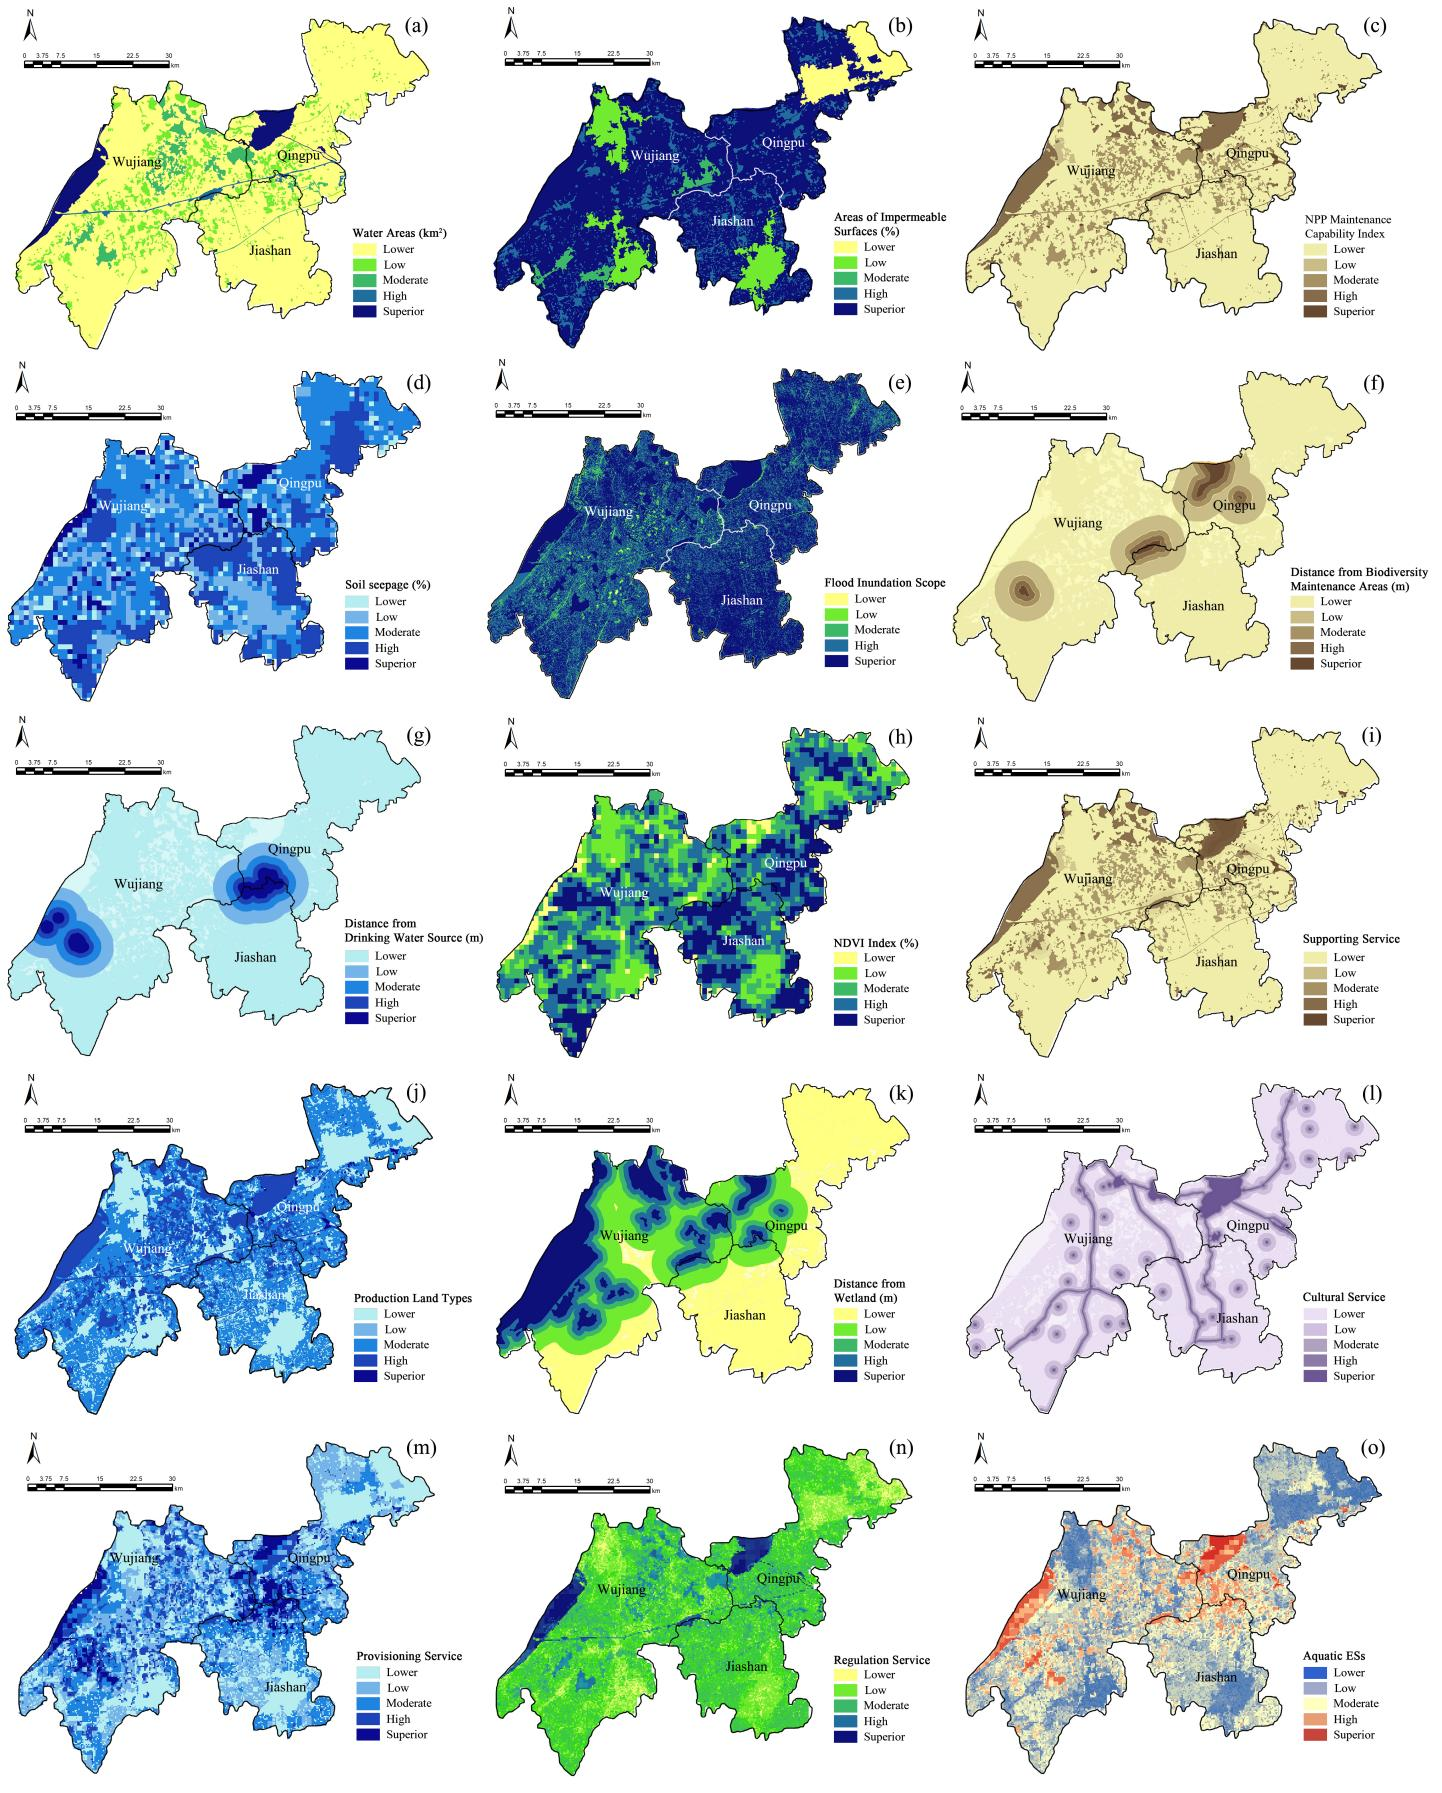 N
(a)
0 3.75 7.5 15 22.5 30
km
Wujiang
Qingpu
Jiashan
Water Areas (km²)
Lower
Low
Moderate
High
Superior
N
(b)
0 3.75 7.5 15 22.5 30
km
Wujiang
Qingpu
Jiashan
Areas of Impermeable
Surfaces (%)
Lower
Low
Moderate
High
Superior
N
(c)
0 3.75 7.5 15 22.5 30
km
Wujiang
Qingpu
Jiashan
NPP Maintenance
Capability Index
Lower
Low
Moderate
High
Superior
N
(d)
0 3.75 7.5 15 22.5 30
km
Wujiang
Qingpu
Jiashan
Soil seepage (%)
Lower
Low
Moderate
High
Superior
N
(e)
0 3.75 7.5 15 22.5 30
km
Wujiang
Qingpu
Jiashan
Flood Inundation Scope
Lower
Low
Moderate
High
Superior
N
(f)
0 3.75 7.5 15 22.5 30
km
Wujiang
Qingpu
Jiashan
Distance from Biodiversity
Maintenance Areas (m)
Lower
Low
Moderate
High
Superior
N
(g)
0 3.75 7.5 15 22.5 30
km
Wujiang
Qingpu
Jiashan
Distance from
Drinking Water Source (m)
Lower
Low
Moderate
High
Superior
N
(h)
0 3.75 7.5 15 22.5 30
km
Wujiang
Qingpu
Jiashan
NDVI Index (%)
Lower
Low
Moderate
High
Superior
N
(i)
0 3.75 7.5 15 22.5 30
km
Wujiang
Qingpu
Jiashan
Supporting Service
Lower
Low
Moderate
High
Superior
N
(j)
0 3.75 7.5 15 22.5 30
km
Wujiang
Qingpu
Jiashan
Production Land Types
Lower
Low
Moderate
High
Superior
N
(k)
0 3.75 7.5 15 22.5 30
km
Wujiang
Qingpu
Jiashan
Distance from
Wetland (m)
Lower
Low
Moderate
High
Superior
N
(l)
0 3.75 7.5 15 22.5 30
km
Wujiang
Qingpu
Jiashan
Cultural Service
Lower
Low
Moderate
High
Superior
N
(m)
0 3.75 7.5 15 22.5 30
km
Wujiang
Qingpu
Jiashan
Provisioning Service
Lower
Low
Moderate
High
Superior
N
(n)
0 3.75 7.5 15 22.5 30
km
Wujiang
Qingpu
Jiashan
Regulation Service
Lower
Low
Moderate
High
Superior
N
(o)
0 3.75 7.5 15 22.5 30
km
Wujiang
Qingpu
Jiashan
Aquatic ESs
Lower
Low
Moderate
High
Superior